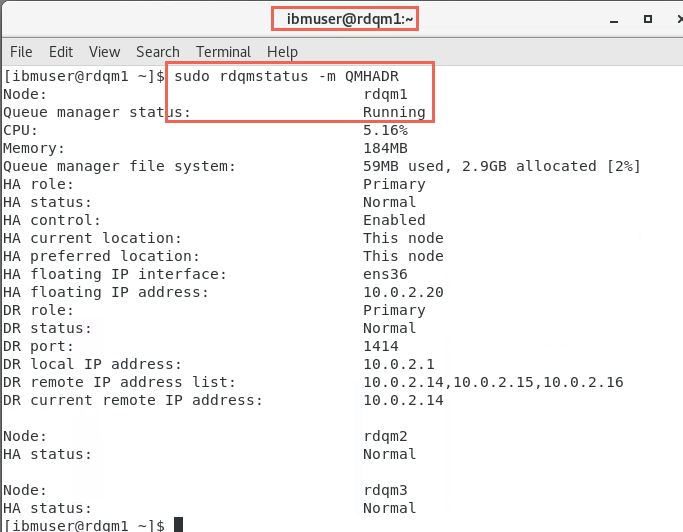 ibmuser@rdqm1:~
File Edit View Search Terminal Help
[ibmuser@rdqm1 ~]$ sudo rdqmstatus -m QMHADR
Node: rdqm1
Queue manager status: Running
CPU: 5.16%
Memory: 184MB
Queue manager file system: 59MB used, 2.9GB allocated [2%]
HA role: Primary
HA status: Normal
HA control: Enabled
HA current location: This node
HA preferred location: This node
HA floating IP interface: ens36
HA floating IP address: 10.0.2.20
DR role: Primary
DR status: Normal
DR port: 1414
DR local IP address: 10.0.2.1
DR remote IP address list: 10.0.2.14,10.0.2.15,10.0.2.16
DR current remote IP address: 10.0.2.14
Node: rdqm2
HA status: Normal
Node: rdqm3
HA status: Normal
[ibmuser@rdqm1 ~]$